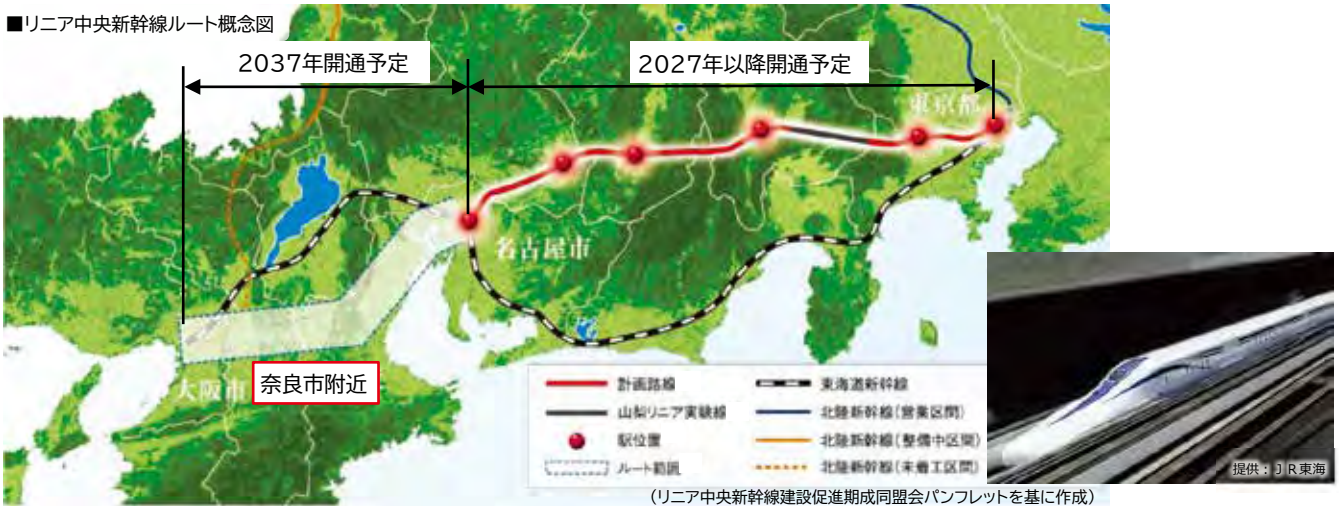 ■リニア中央新幹線ルート概念図
2037年開通予定
2027年以降開通予定
東京都
名古屋市
大阪市
奈良市附近
計画路線
東海道新幹線
山梨リニア実験線
北陸新幹線(営業区間)
駅位置
北陸新幹線(整備中区間)
ルート範囲
北陸新幹線(未着工区間)
提供:JR東海
(リニア中央新幹線建設促進期成同盟会パンフレットを基に作成)